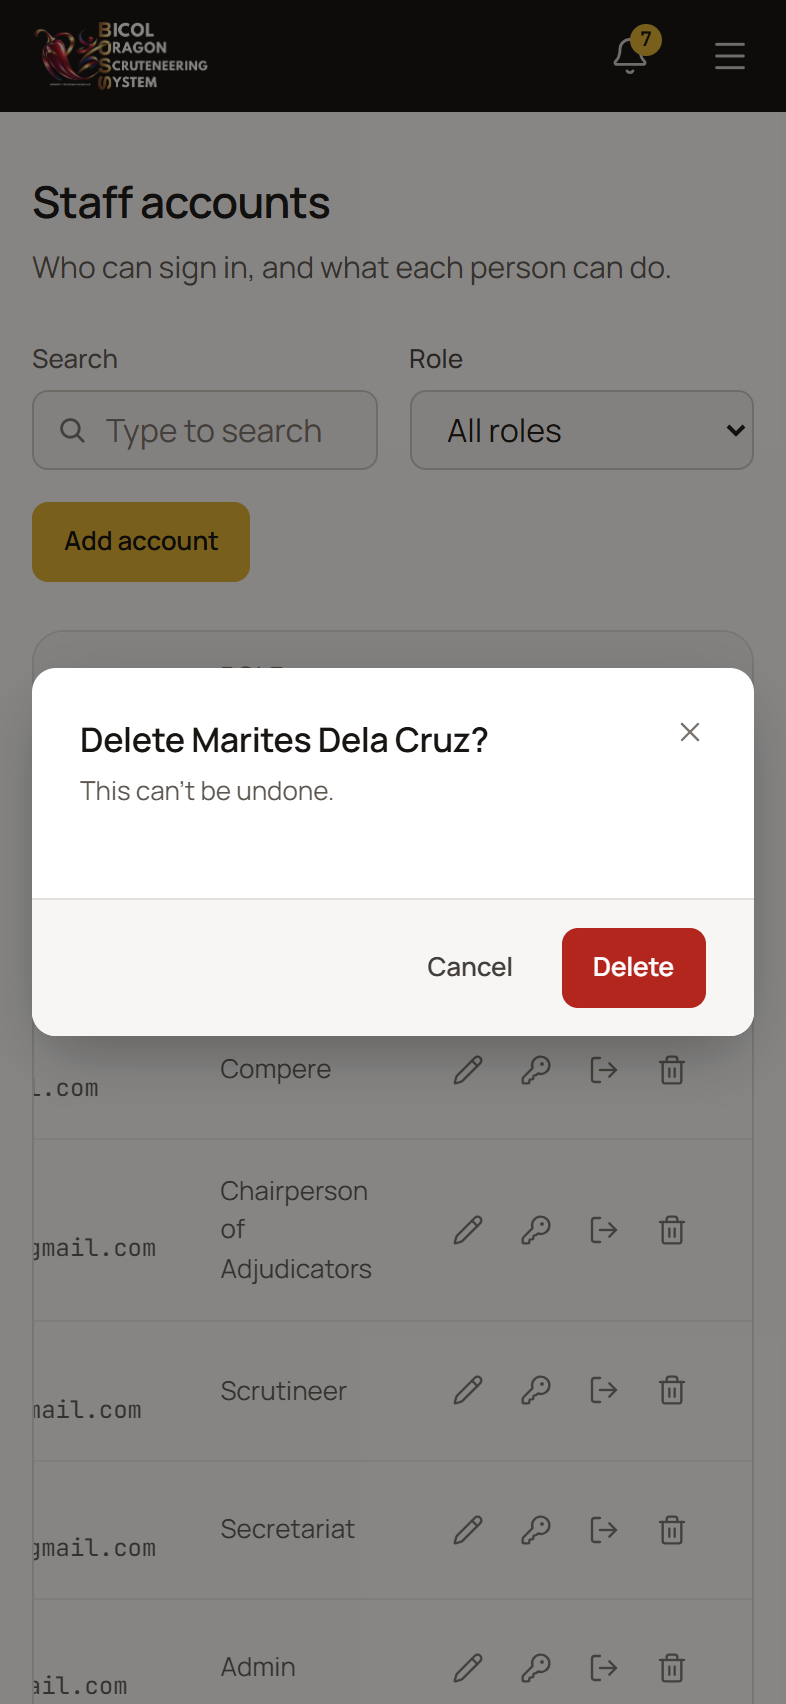 BICOL
DRAGON
SCRUTENEERING
SYSTEM
7
Staff accounts
Who can sign in, and what each person can do.
Search
Role
Type to search
All roles
Add account
Delete Marites Dela Cruz?
This can't be undone.
Cancel
Delete
Compere
l.com
Chairperson
of
gmail.com
Adjudicators
Scrutineer
mail.com
Secretariat
gmail.com
Admin
ail.com